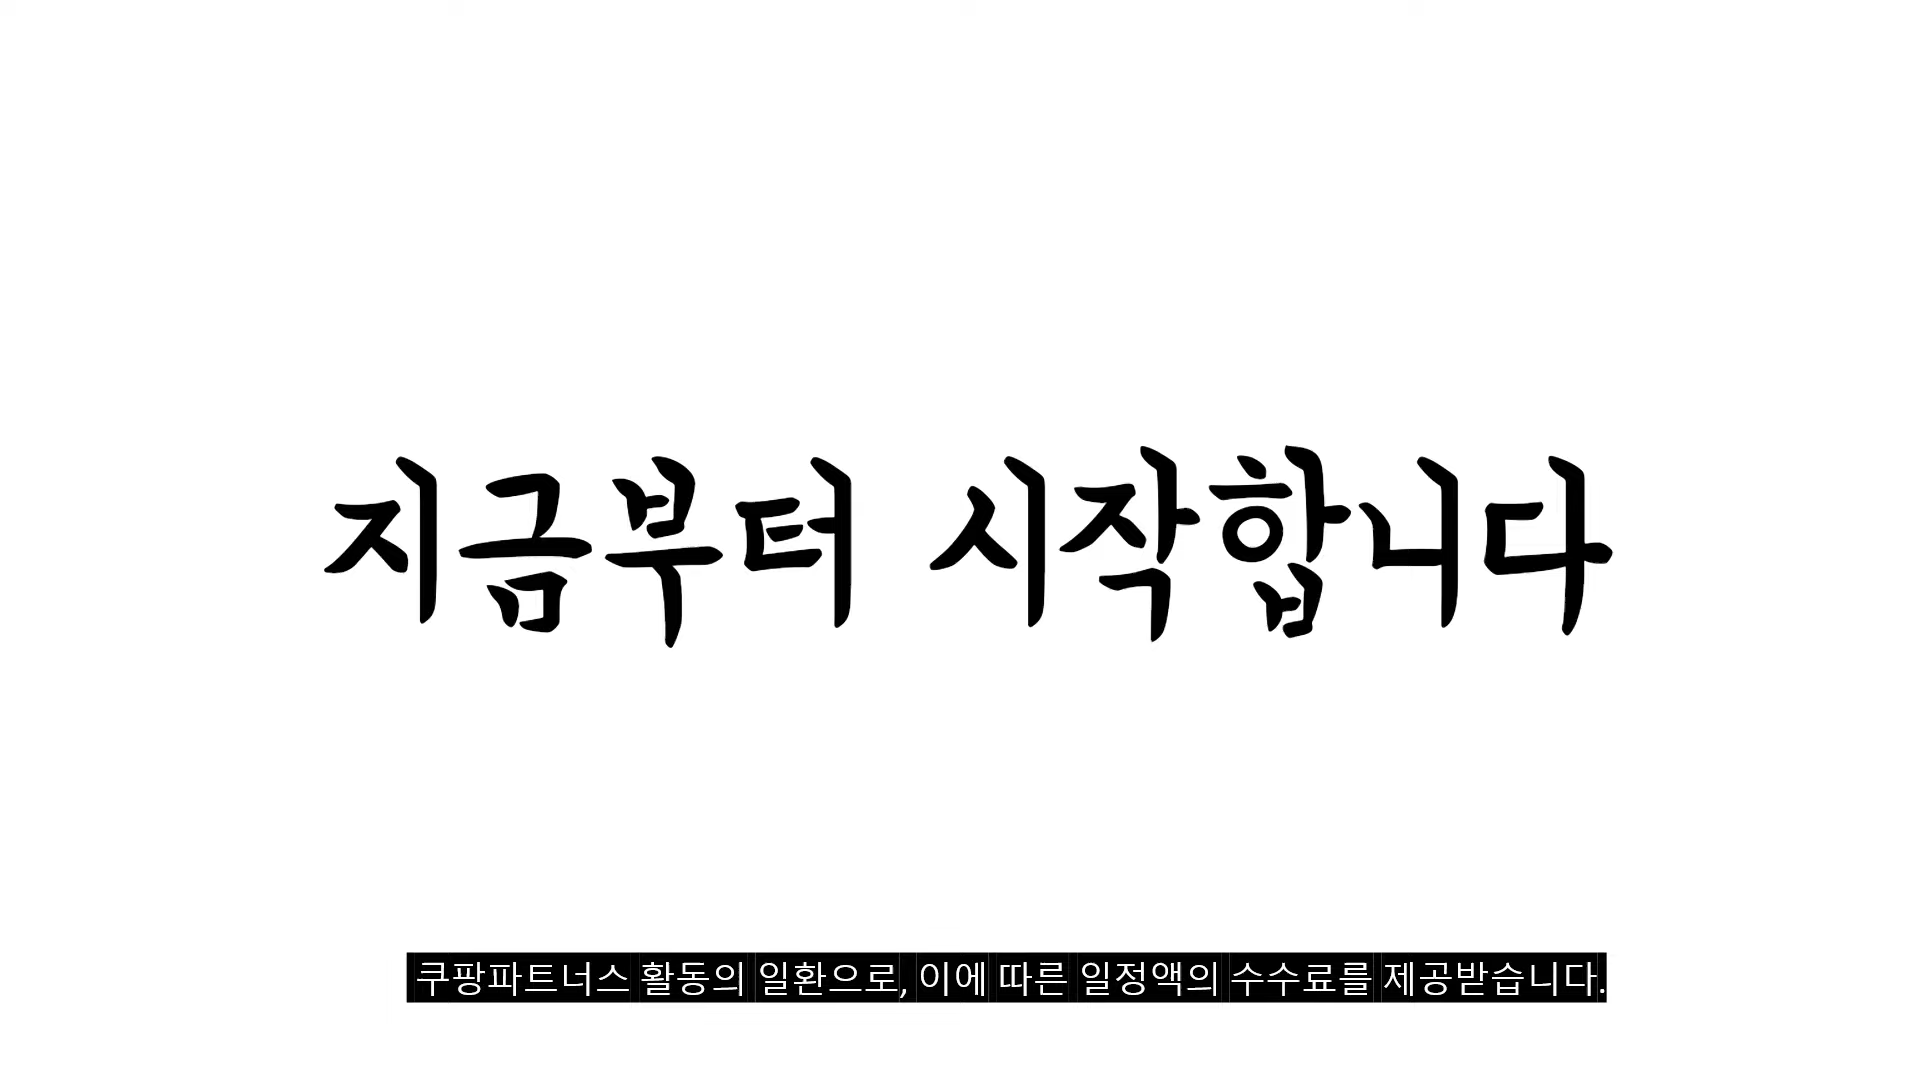 지금부터 시작합니다
쿠팡파트너스 활동의 일환으로, 이에 따른 일정액의 수수료를 제공받습니다.